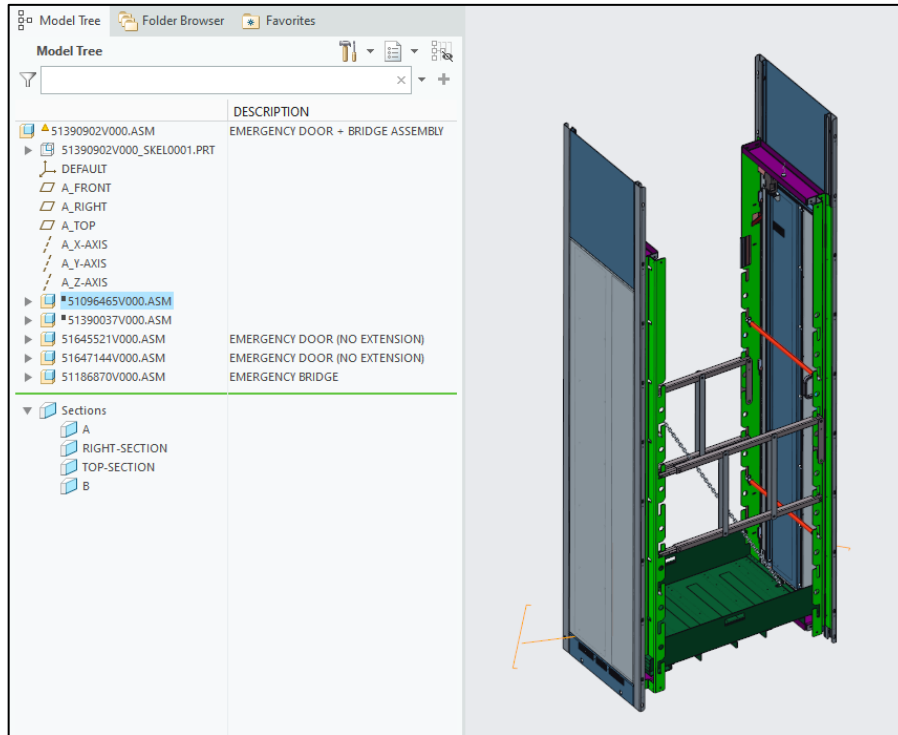 Model Tree Folder Browser Favorites
Model Tree
DESCRIPTION
51390902V000.ASM EMERGENCY DOOR + BRIDGE ASSEMBLY
51390902V000_SKEL0001.PRT
DEFAULT
A_FRONT
A_RIGHT
A_TOP
A_X-AXIS
A_Y-AXIS
A_Z-AXIS
51096465V000.ASM
51390037V000.ASM
51645521V000.ASM EMERGENCY DOOR (NO EXTENSION)
51647144V000.ASM EMERGENCY DOOR (NO EXTENSION)
51186870V000.ASM EMERGENCY BRIDGE
Sections
A
RIGHT-SECTION
TOP-SECTION
B